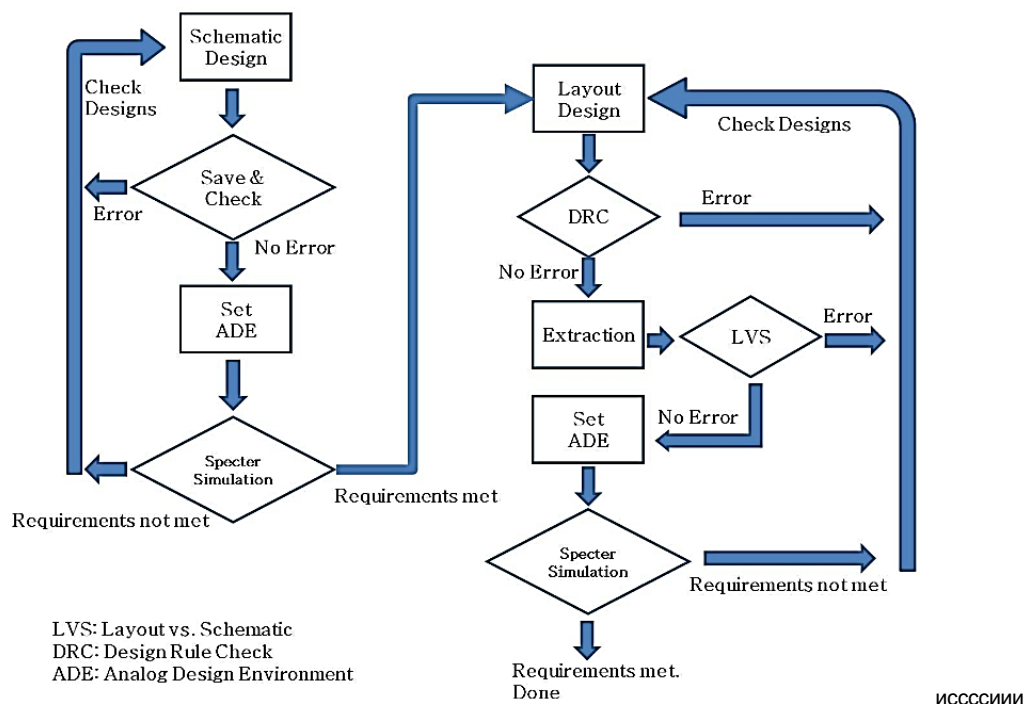 Schematic
Design
Check
Designs
Save &
Check
Error
No Error
Set
ADE
Specter
Simulation
Requirements not met
Requirements met
Layout
Design
Check Designs
DRC
Error
No Error
Extraction
LVS
Error
No Error
Set
ADE
Specter
Simulation
Requirements not met
Requirements met.
Done
LVS: Layout vs. Schematic
DRC: Design Rule Check
ADE: Analog Design Environment
иссссиии